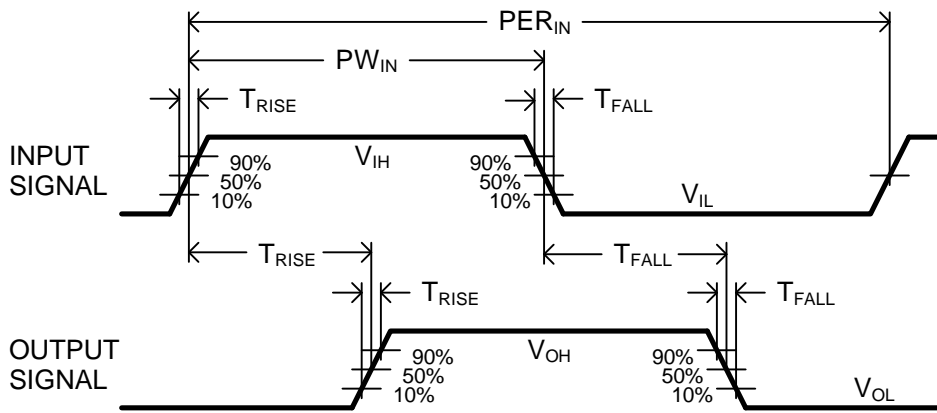 PER_IN
PW_IN
T_RISE
T_FALL
INPUT
SIGNAL
V_IH
90%
50%
10%
90%
50%
10%
V_IL
T_RISE
T_FALL
T_RISE
T_FALL
OUTPUT
SIGNAL
V_OH
90%
50%
10%
90%
50%
10%
V_OL